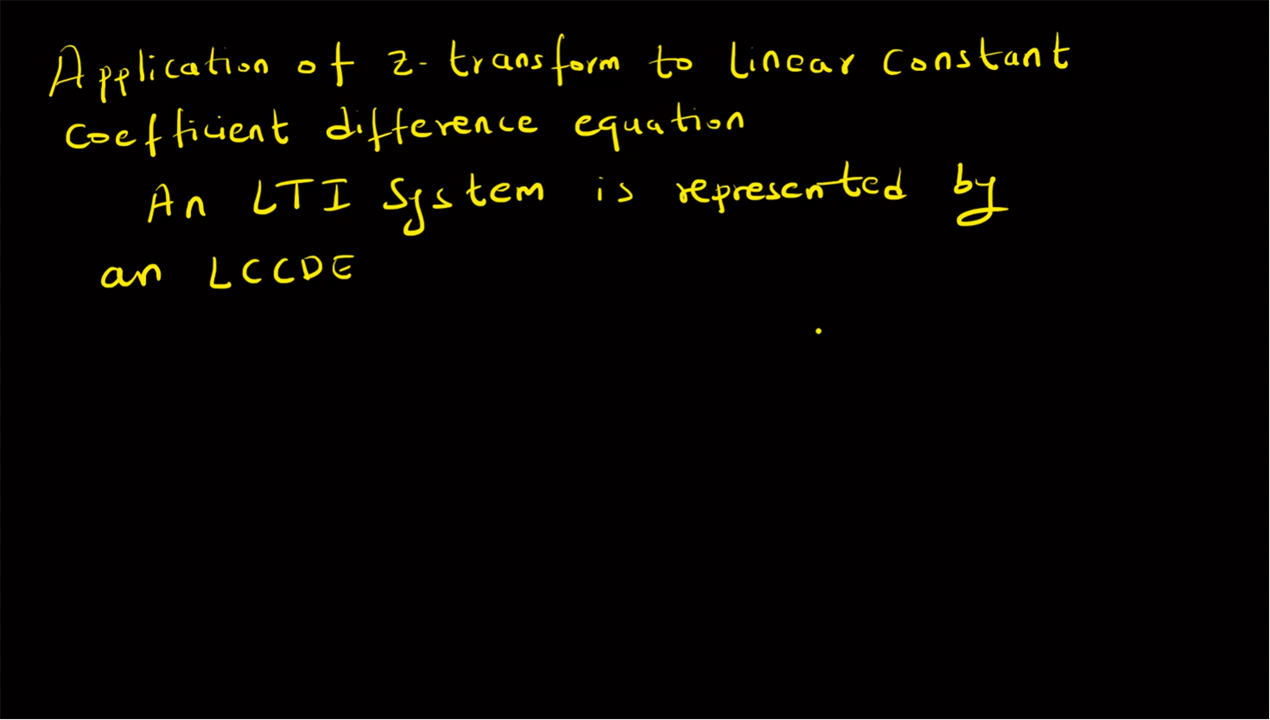 Application of z-transform to linear constant
coefficient difference equation
An LTI System is represented by
an LCCDE